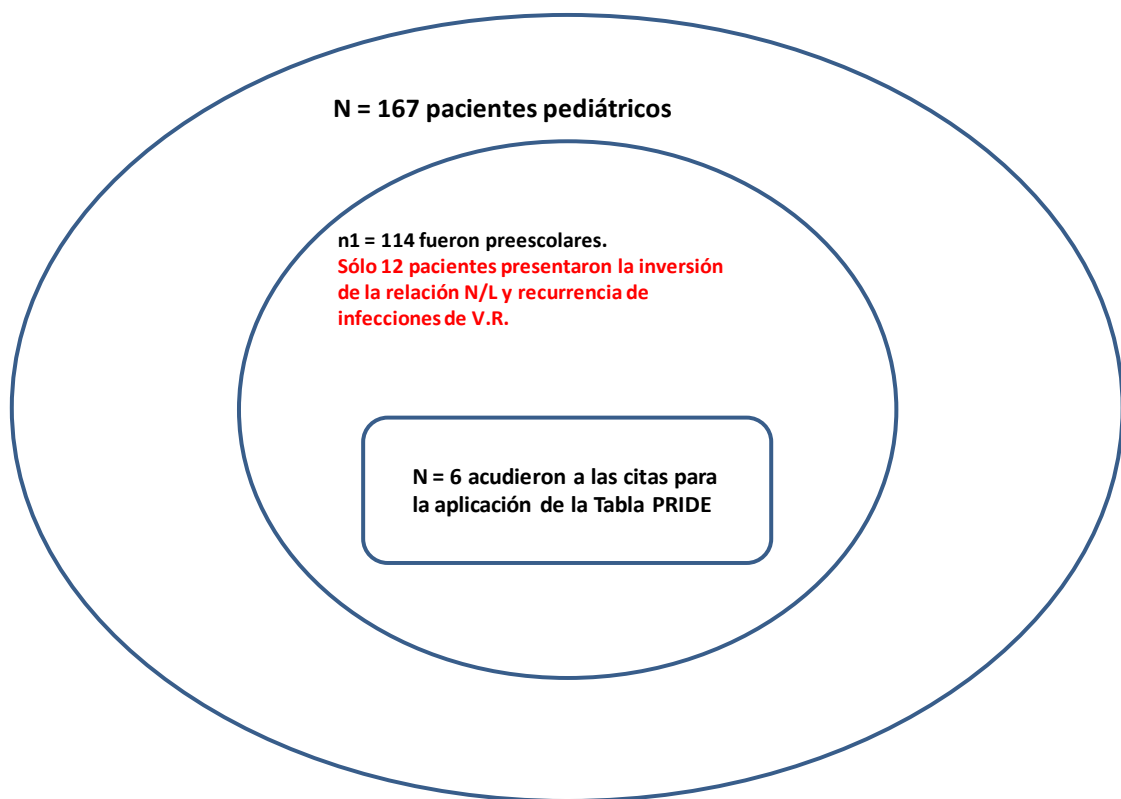 N = 167 pacientes pediátricos
n1 = 114 fueron preescolares.
Sólo 12 pacientes presentaron la inversión
de la relación N/L y recurrencia de
infecciones de V.R.
N = 6 acudieron a las citas para
la aplicación de la Tabla PRIDE